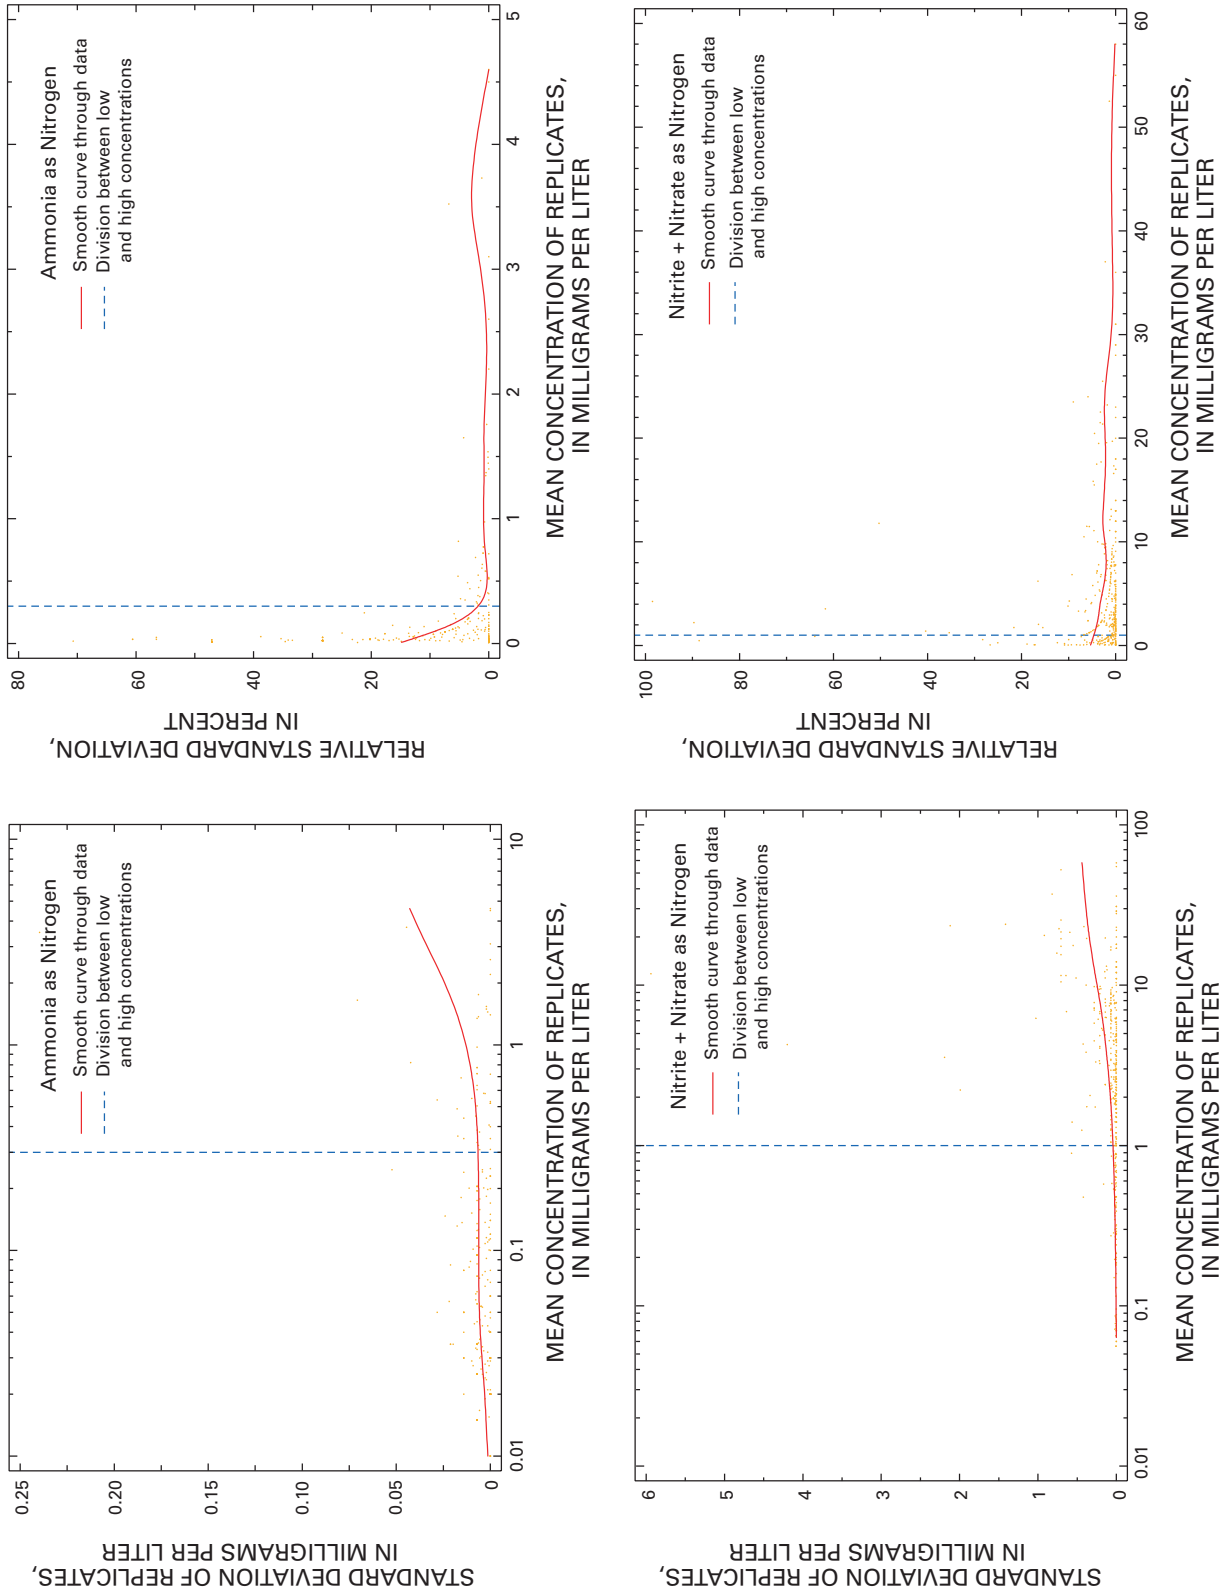 0.25
0.20
0.15
0.10
0.05
0
STANDARD DEVIATION OF REPLICATES,
IN MILLIGRAMS PER LITER
Ammonia as Nitrogen
Smooth curve through data
Division between low
and high concentrations
0.01
0.1
1
10
MEAN CONCENTRATION OF REPLICATES,
IN MILLIGRAMS PER LITER
80
60
40
20
0
RELATIVE STANDARD DEVIATION,
IN PERCENT
Ammonia as Nitrogen
Smooth curve through data
Division between low
and high concentrations
0
1
2
3
4
5
MEAN CONCENTRATION OF REPLICATES,
IN MILLIGRAMS PER LITER
6
5
4
3
2
1
0
STANDARD DEVIATION OF REPLICATES,
IN MILLIGRAMS PER LITER
Nitrite + Nitrate as Nitrogen
Smooth curve through data
Division between low
and high concentrations
0.01
0.1
1
10
100
MEAN CONCENTRATION OF REPLICATES,
IN MILLIGRAMS PER LITER
100
80
60
40
20
0
RELATIVE STANDARD DEVIATION,
IN PERCENT
Nitrite + Nitrate as Nitrogen
Smooth curve through data
Division between low
and high concentrations
0
10
20
30
40
50
60
MEAN CONCENTRATION OF REPLICATES,
IN MILLIGRAMS PER LITER